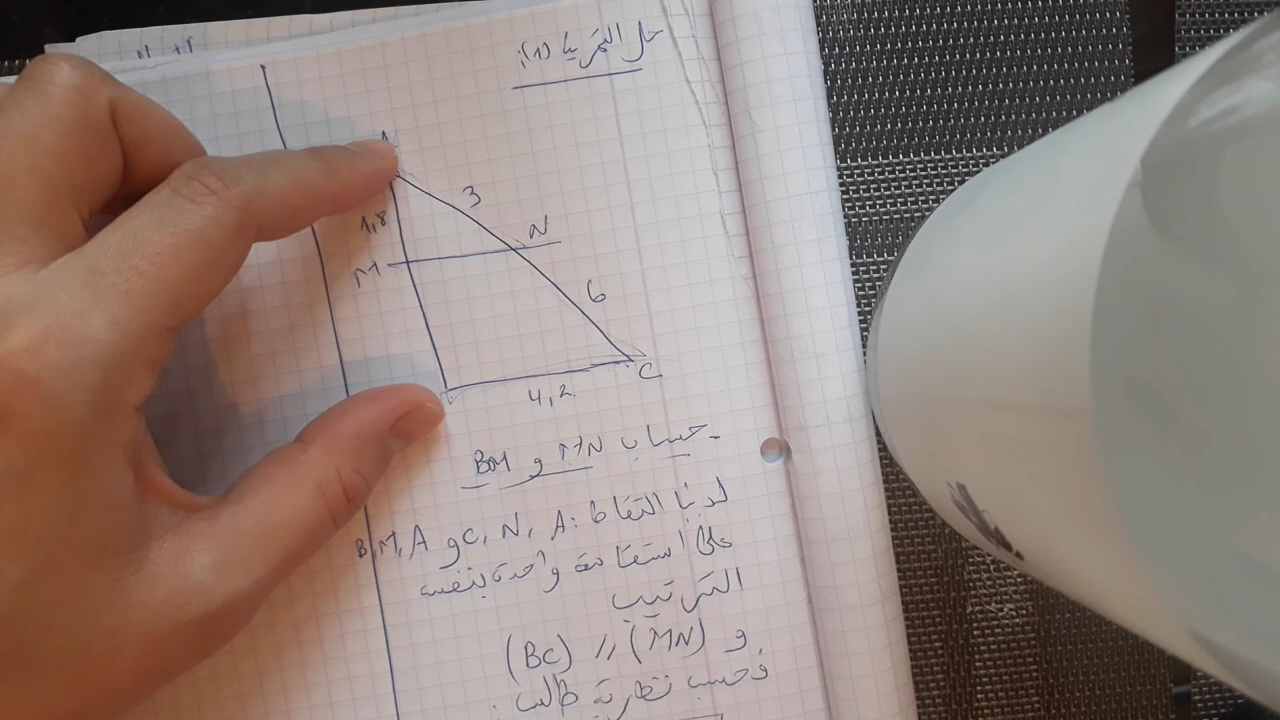 حل التمرين (1):
A
3
1,8
N
M
6
C
4,2
- حساب MN و BM
لدينا النقاط: A, N, C و A, M, B
على استقامة واحدة بنفس
الترتيب
و (MN) // (BC)
وحسب نظرية طالس: